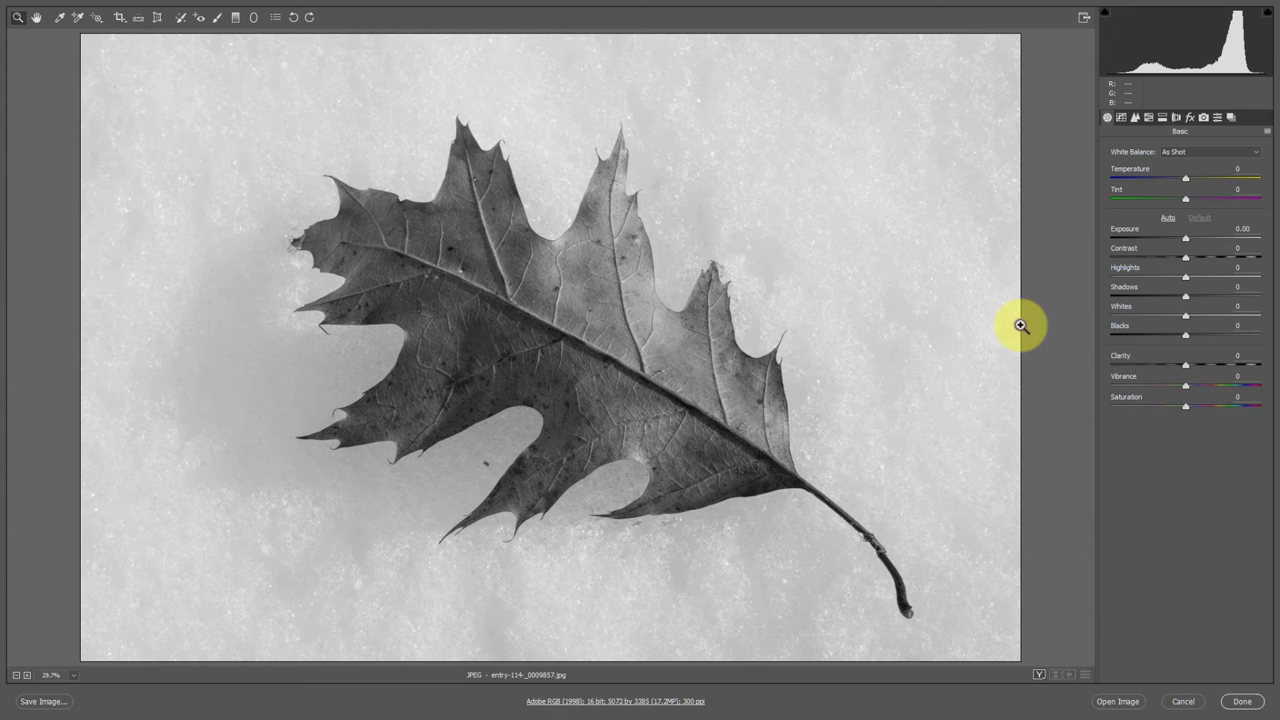 R: ---
G: ---
B: ---
fx
Basic
White Balance: As Shot
Temperature 0
Tint 0
Auto Default
Exposure 0.00
Contrast 0
Highlights 0
Shadows 0
Whites 0
Blacks 0
Clarity 0
Vibrance 0
Saturation 0
29.7%
JPEG - entry-114-_0009857.jpg
Y
Save Image...
Adobe RGB (1998); 16 bit; 5072 by 3385 (17.2MP); 300 ppi
Open Image
Cancel
Done